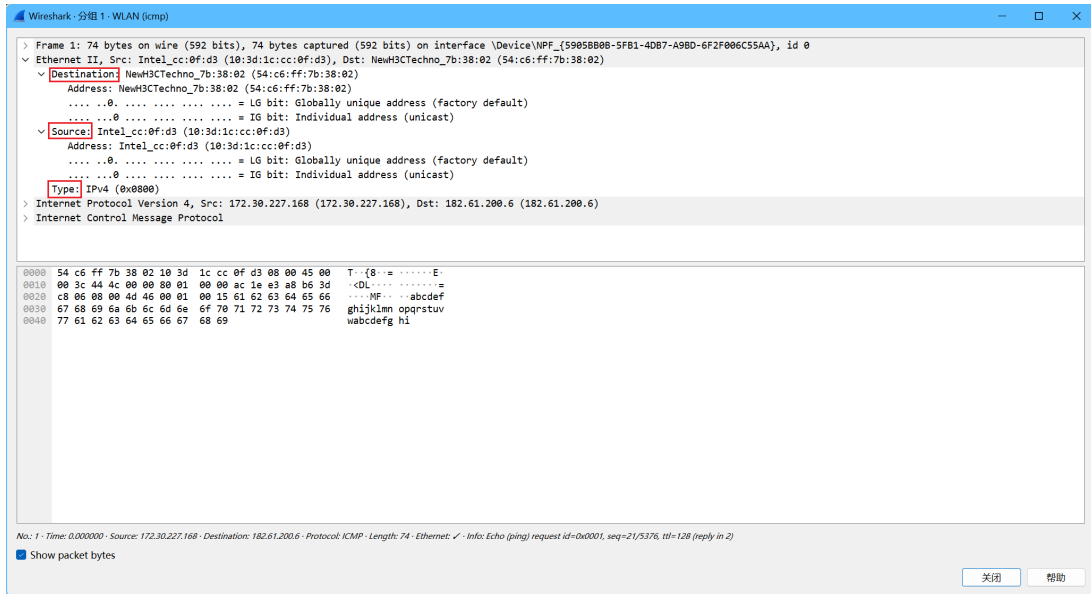 Wireshark · 分组 1 · WLAN (icmp)
Frame 1: 74 bytes on wire (592 bits), 74 bytes captured (592 bits) on interface \Device\NPF_{5905BB0B-5FB1-4DB7-A9BD-6F2F006C55AA}, id 0
Ethernet II, Src: Intel_cc:0f:d3 (10:3d:1c:cc:0f:d3), Dst: NewH3CTechno_7b:38:02 (54:c6:ff:7b:38:02)
Destination: NewH3CTechno_7b:38:02 (54:c6:ff:7b:38:02)
Address: NewH3CTechno_7b:38:02 (54:c6:ff:7b:38:02)
.... ..0. .... .... .... .... = LG bit: Globally unique address (factory default)
.... ...0 .... .... .... .... = IG bit: Individual address (unicast)
Source: Intel_cc:0f:d3 (10:3d:1c:cc:0f:d3)
Address: Intel_cc:0f:d3 (10:3d:1c:cc:0f:d3)
.... ..0. .... .... .... .... = LG bit: Globally unique address (factory default)
.... ...0 .... .... .... .... = IG bit: Individual address (unicast)
Type: IPv4 (0x0800)
Internet Protocol Version 4, Src: 172.30.227.168 (172.30.227.168), Dst: 182.61.200.6 (182.61.200.6)
Internet Control Message Protocol
0000 54 c6 ff 7b 38 02 10 3d 1c cc 0f d3 08 00 45 00 T··{8··= ······E·
0010 00 3c 44 4c 00 00 80 01 00 00 ac 1e e3 a8 b6 3d ·<DL···· ·······=
0020 c8 06 08 00 4d 46 00 01 00 15 61 62 63 64 65 66 ····MF·· ··abcdef
0030 67 68 69 6a 6b 6c 6d 6e 6f 70 71 72 73 74 75 76 ghijklmn opqrstuv
0040 77 61 62 63 64 65 66 67 68 69 wabcdefg hi
No.: 1 · Time: 0.000000 · Source: 172.30.227.168 · Destination: 182.61.200.6 · Protocol: ICMP · Length: 74 · Ethernet: ✓ · Info: Echo (ping) request id=0x0001, seq=21/5376, ttl=128 (reply in 2)
Show packet bytes
关闭 帮助